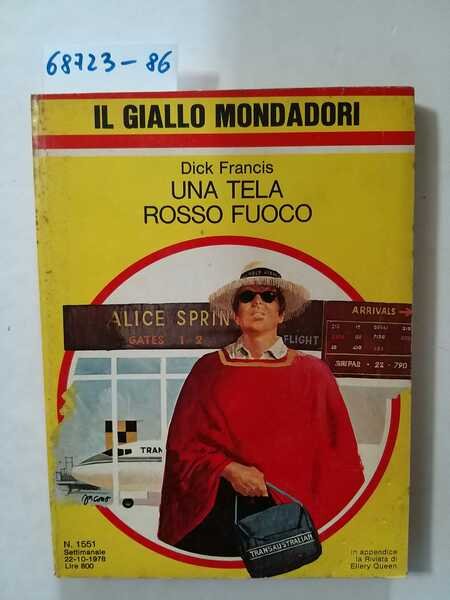 68723-86
IL GIALLO MONDADORI
Dick Francis
UNA TELA
ROSSO FUOCO
ALICE SPRIN
GATES 1 2
FLIGHT
ARRIVALS
TRAN
TRANSAUSTRALIAN
N. 1551
Settimanale
22-10-1978
Lire 800
in appendice
la Rivista di
Ellery Queen